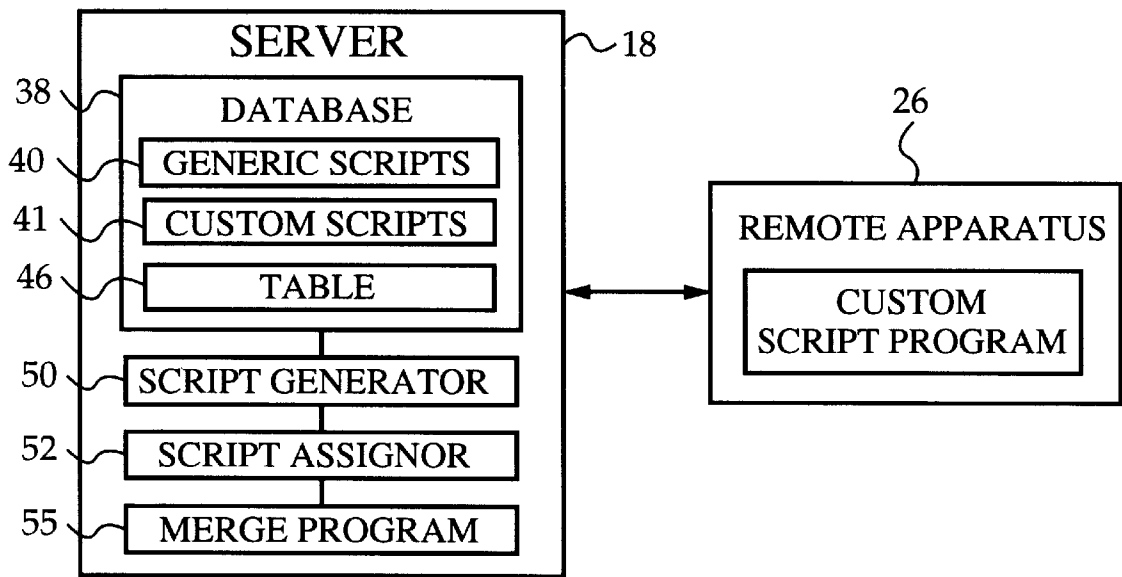 SERVER
18
38
DATABASE
40
GENERIC SCRIPTS
41
CUSTOM SCRIPTS
46
TABLE
50
SCRIPT GENERATOR
52
SCRIPT ASSIGNOR
55
MERGE PROGRAM
26
REMOTE APPARATUS
CUSTOM
SCRIPT PROGRAM